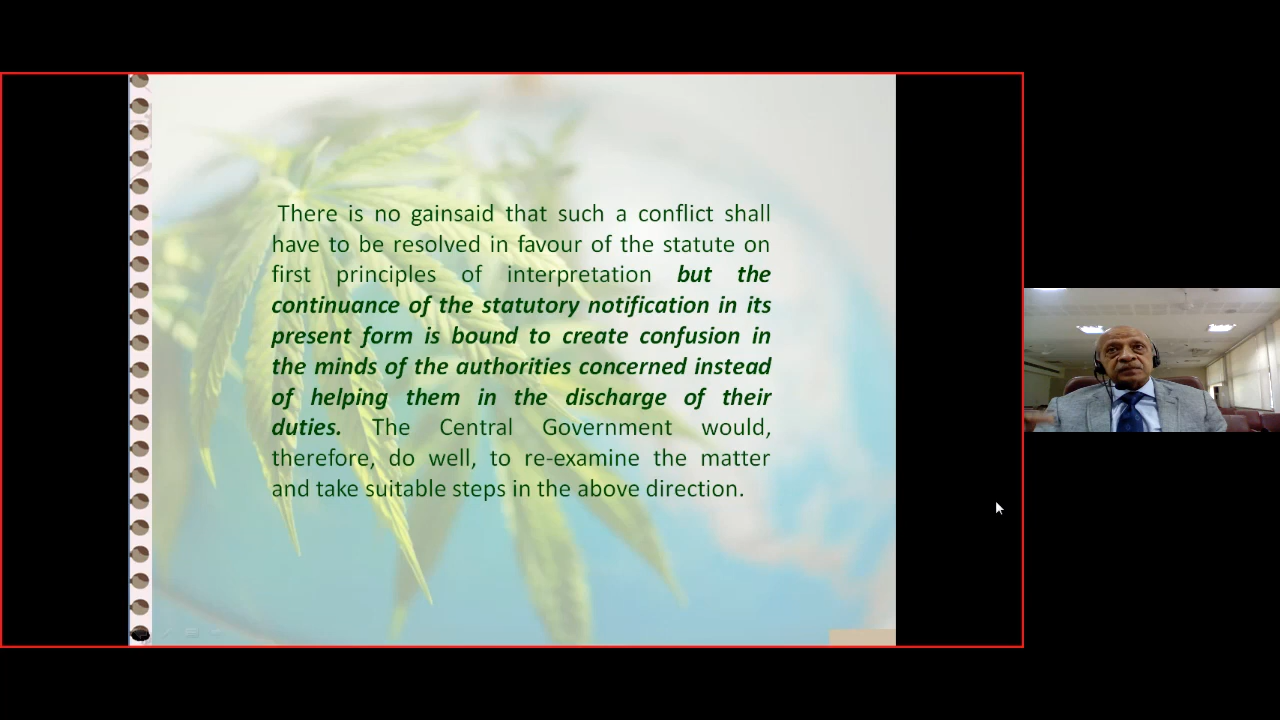 There is no gainsaid that such a conflict shall
have to be resolved in favour of the statute on
first principles of interpretation but the
continuance of the statutory notification in its
present form is bound to create confusion in
the minds of the authorities concerned instead
of helping them in the discharge of their
duties. The Central Government would,
therefore, do well, to re-examine the matter
and take suitable steps in the above direction.